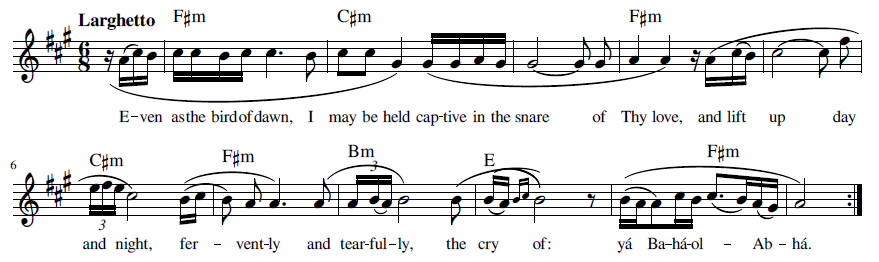 Larghetto F♯m C♯m F♯m
6
8
E–ven as the bird of dawn, I may be held cap–tive in the snare of Thy love, and lift up day
6 C♯m F♯m Bm E F♯m
3 3
and night, fer – vent–ly and tear–ful–ly, the cry of: yá Ba–há–ol – Ab – há.